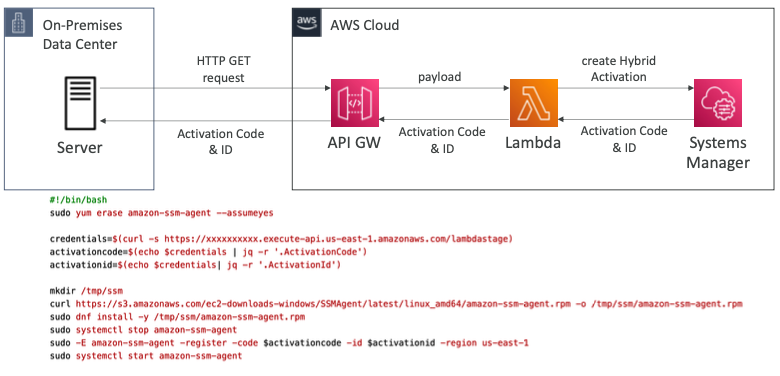 On-Premises
Data Center
aws
AWS Cloud
HTTP GET
request
payload
create Hybrid
Activation
Activation Code
& ID
Activation Code
& ID
Activation Code
& ID
Server
API GW
Lambda
Systems
Manager
#!/bin/bash
sudo yum erase amazon-ssm-agent --assumeyes
credentials=$(curl -s https://xxxxxxxxxx.execute-api.us-east-1.amazonaws.com/lambdastage)
activationcode=$(echo $credentials | jq -r '.ActivationCode')
activationid=$(echo $credentials| jq -r '.ActivationId')
mkdir /tmp/ssm
curl https://s3.amazonaws.com/ec2-downloads-windows/SSMAgent/latest/linux_amd64/amazon-ssm-agent.rpm -o /tmp/ssm/amazon-ssm-agent.rpm
sudo dnf install -y /tmp/ssm/amazon-ssm-agent.rpm
sudo systemctl stop amazon-ssm-agent
sudo -E amazon-ssm-agent -register -code $activationcode -id $activationid -region us-east-1
sudo systemctl start amazon-ssm-agent